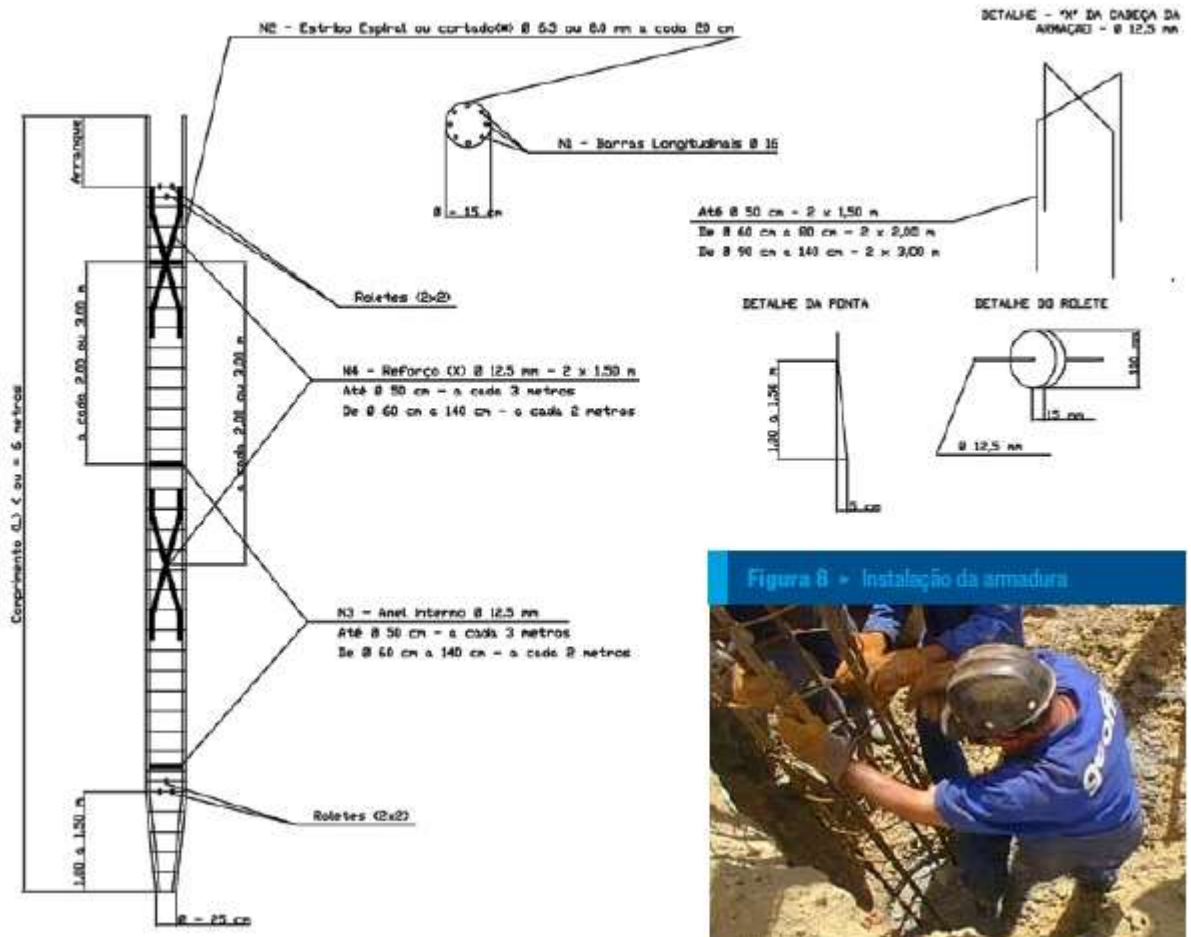 N2 - Estribo Espiral ou cortado(*) Ø 6.3 ou 8.0 mm a cada 20 cm
DETALHE - "X" DA CABEÇA DA
ARMAÇÃO - Ø 12,5 mm
Arranque
N1 - Barras Longitudinais Ø 16
Ø - 15 cm
Até Ø 50 cm - 2 x 1,50 m
De Ø 60 cm a 80 cm - 2 x 2,00 m
De Ø 90 cm a 140 cm - 2 x 3,00 m
Roletes (2x2)
DETALHE DA PONTA
DETALHE DO ROLETE
a cada 2.00 ou 3.00 m
a cada 2.00 ou 3,00 m
Comprimento (L) < ou = 6 metros
N4 - Reforço (X) Ø 12.5 mm - 2 x 1.50 m
Até Ø 50 cm - a cada 3 metros
De Ø 60 cm a 140 cm - a cada 2 metros
1,00 a 1,50 m
5 cm
100 mm
15 mm
Ø 12,5 mm
Figura 8 » Instalação da armadura
N3 - Anel Interno Ø 12.5 mm
Até Ø 50 cm - a cada 3 metros
De Ø 60 cm a 140 cm - a cada 2 metros
Roletes (2x2)
1,00 a 1,50 m
Ø - 25 cm